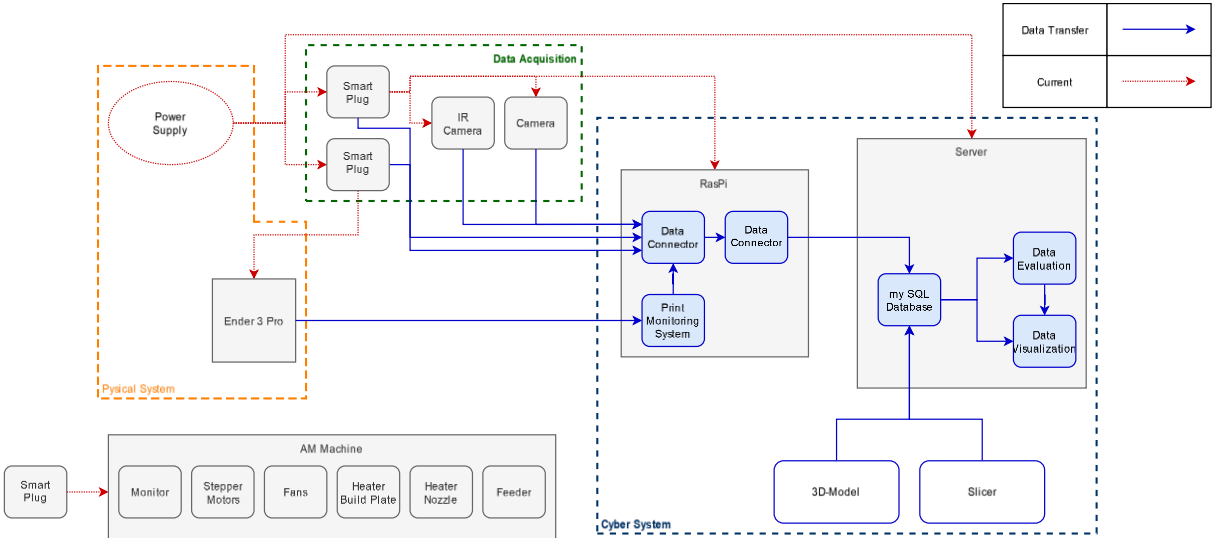 Data Transfer
Current
Data Acquisition
Power
Supply
Smart
Plug
IR
Camera
Camera
Smart
Plug
Server
RasPi
Data
Connector
Data
Connector
Data
Evaluation
my SQL
Database
Ender 3 Pro
Print
Monitoring
System
Data
Visualization
Pysical System
AM Machine
Smart
Plug
Monitor
Stepper
Motors
Fans
Heater
Build Plate
Heater
Nozzle
Feeder
3D-Model
Slicer
Cyber System